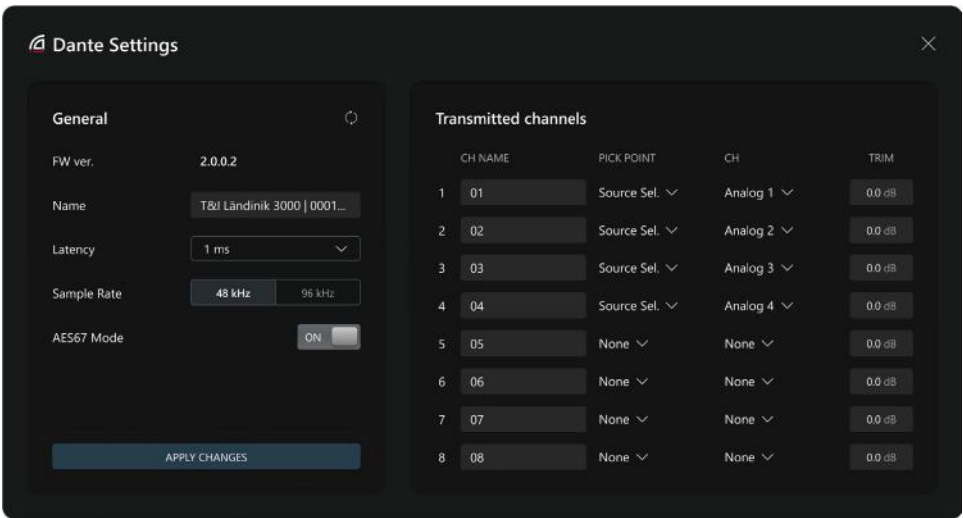 Dante Settings
General
FW ver. 2.0.0.2
Name T&I Ländinik 3000 | 0001...
Latency 1 ms
Sample Rate 48 kHz 96 kHz
AES67 Mode ON
APPLY CHANGES
Transmitted channels
CH NAME PICK POINT CH TRIM
1 01 Source Sel. Analog 1 0.0 dB
2 02 Source Sel. Analog 2 0.0 dB
3 03 Source Sel. Analog 3 0.0 dB
4 04 Source Sel. Analog 4 0.0 dB
5 05 None None 0.0 dB
6 06 None None 0.0 dB
7 07 None None 0.0 dB
8 08 None None 0.0 dB